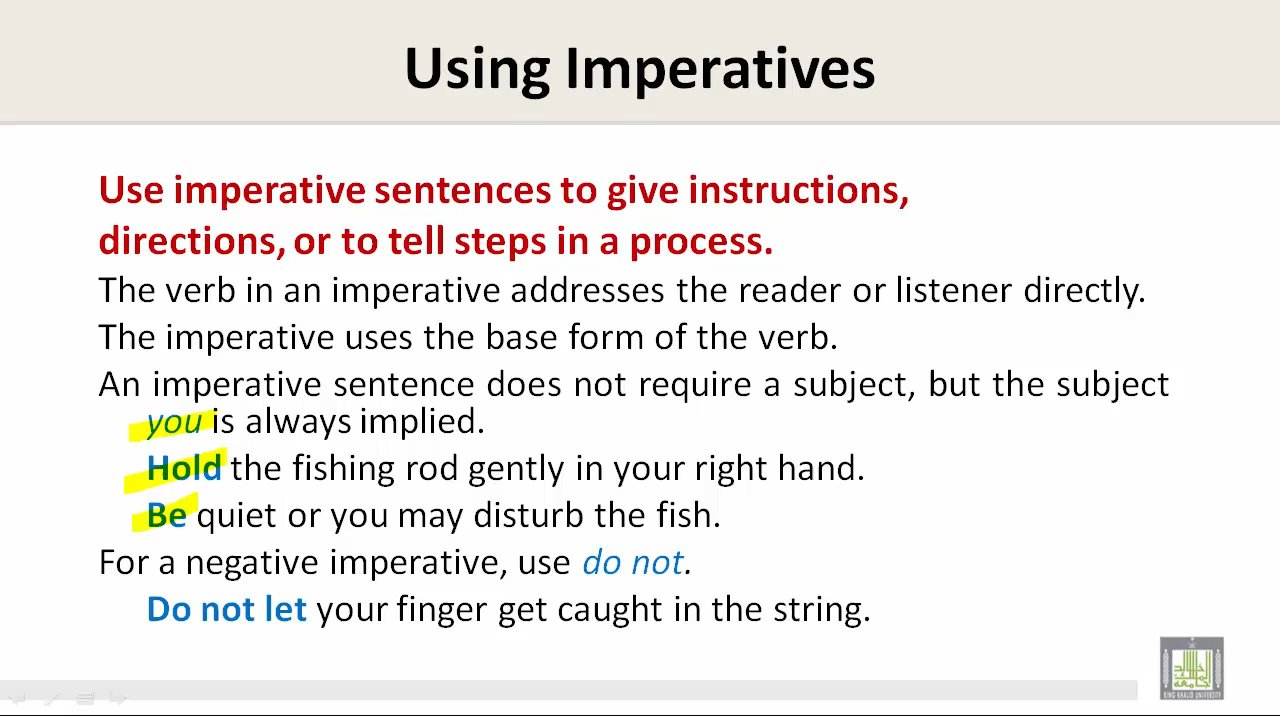 Using Imperatives
Use imperative sentences to give instructions,
directions, or to tell steps in a process.
The verb in an imperative addresses the reader or listener directly.
The imperative uses the base form of the verb.
An imperative sentence does not require a subject, but the subject
you is always implied.
Hold the fishing rod gently in your right hand.
Be quiet or you may disturb the fish.
For a negative imperative, use do not.
Do not let your finger get caught in the string.
KING KHALID UNIVERSITY